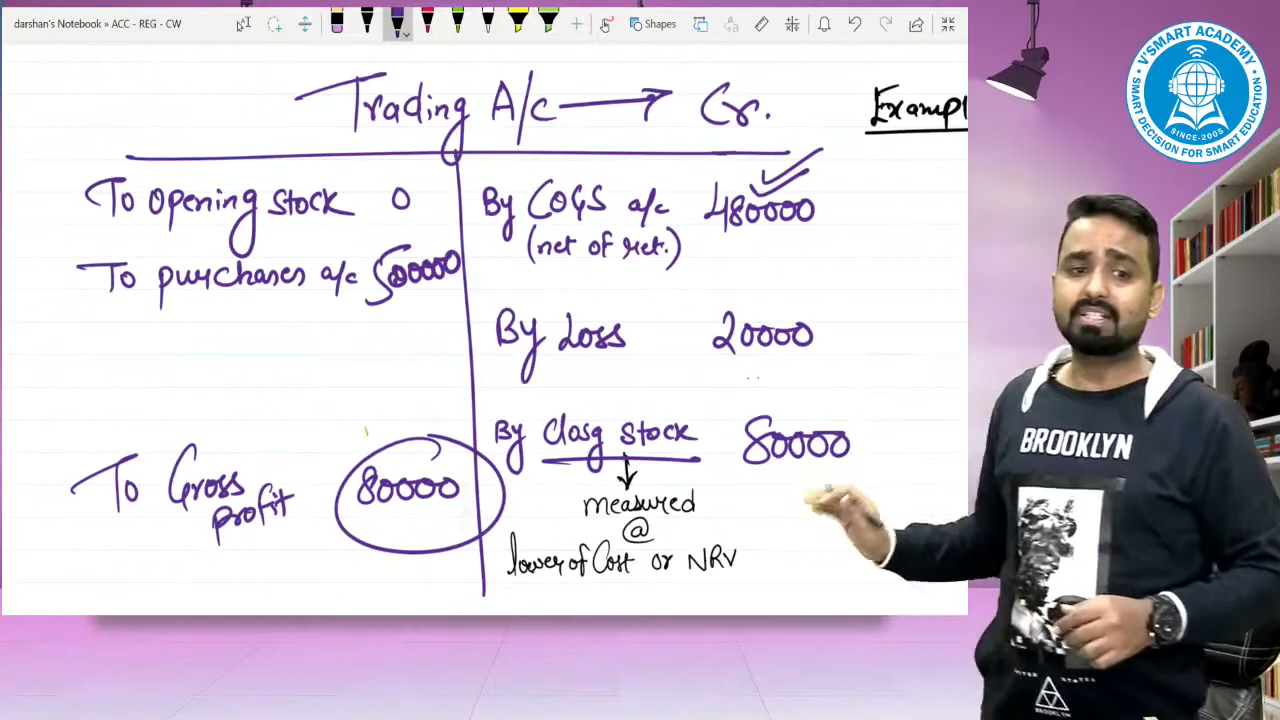 darshan's Notebook » ACC - REG - CW
Shapes
Trading A/c → Cr.
Example
To opening stock 0
By COGS a/c 480000
(net of ret.)
To purchases a/c 500000
By Loss 20000
By closg stock 80000
To Gross profit 80000
measured
@
lower of Cost or NRV
V'SMART ACADEMY
SMART DECISION FOR SMART EDUCATION
SINCE-2005
BROOKLYN
BROOKLYN